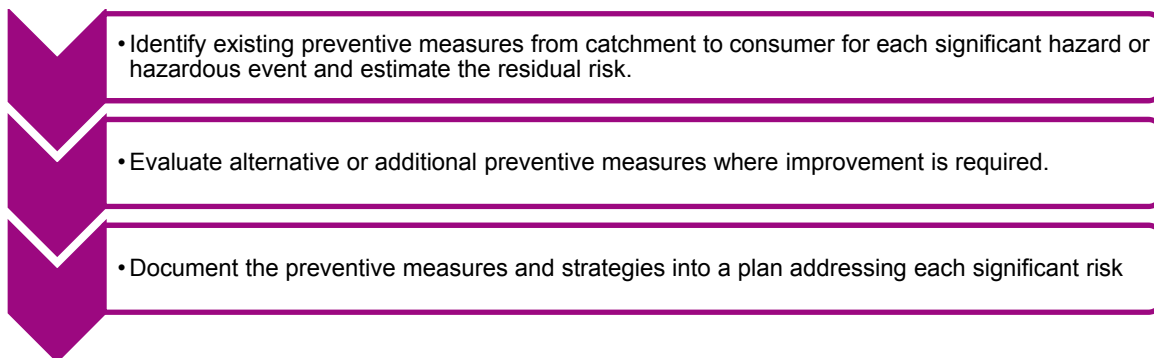 • Identify existing preventive measures from catchment to consumer for each significant hazard or
hazardous event and estimate the residual risk.
• Evaluate alternative or additional preventive measures where improvement is required.
• Document the preventive measures and strategies into a plan addressing each significant risk